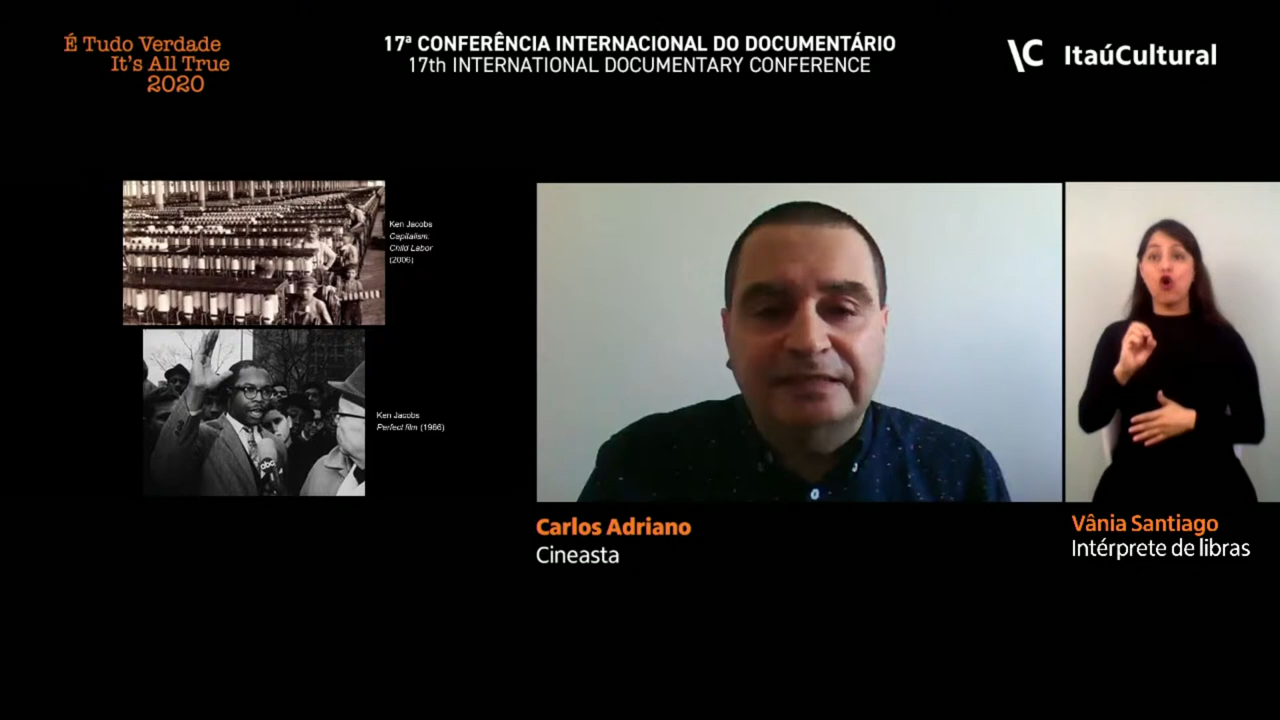 É Tudo Verdade
It's All True
2020
17ª CONFERÊNCIA INTERNACIONAL DO DOCUMENTÁRIO
17th INTERNATIONAL DOCUMENTARY CONFERENCE
\C ItaúCultural
Ken Jacobs
Capitalism:
Child Labor
(2006)
abc
Ken Jacobs
Perfect film (1986)
Carlos Adriano
Cineasta
Vânia Santiago
Intérprete de libras